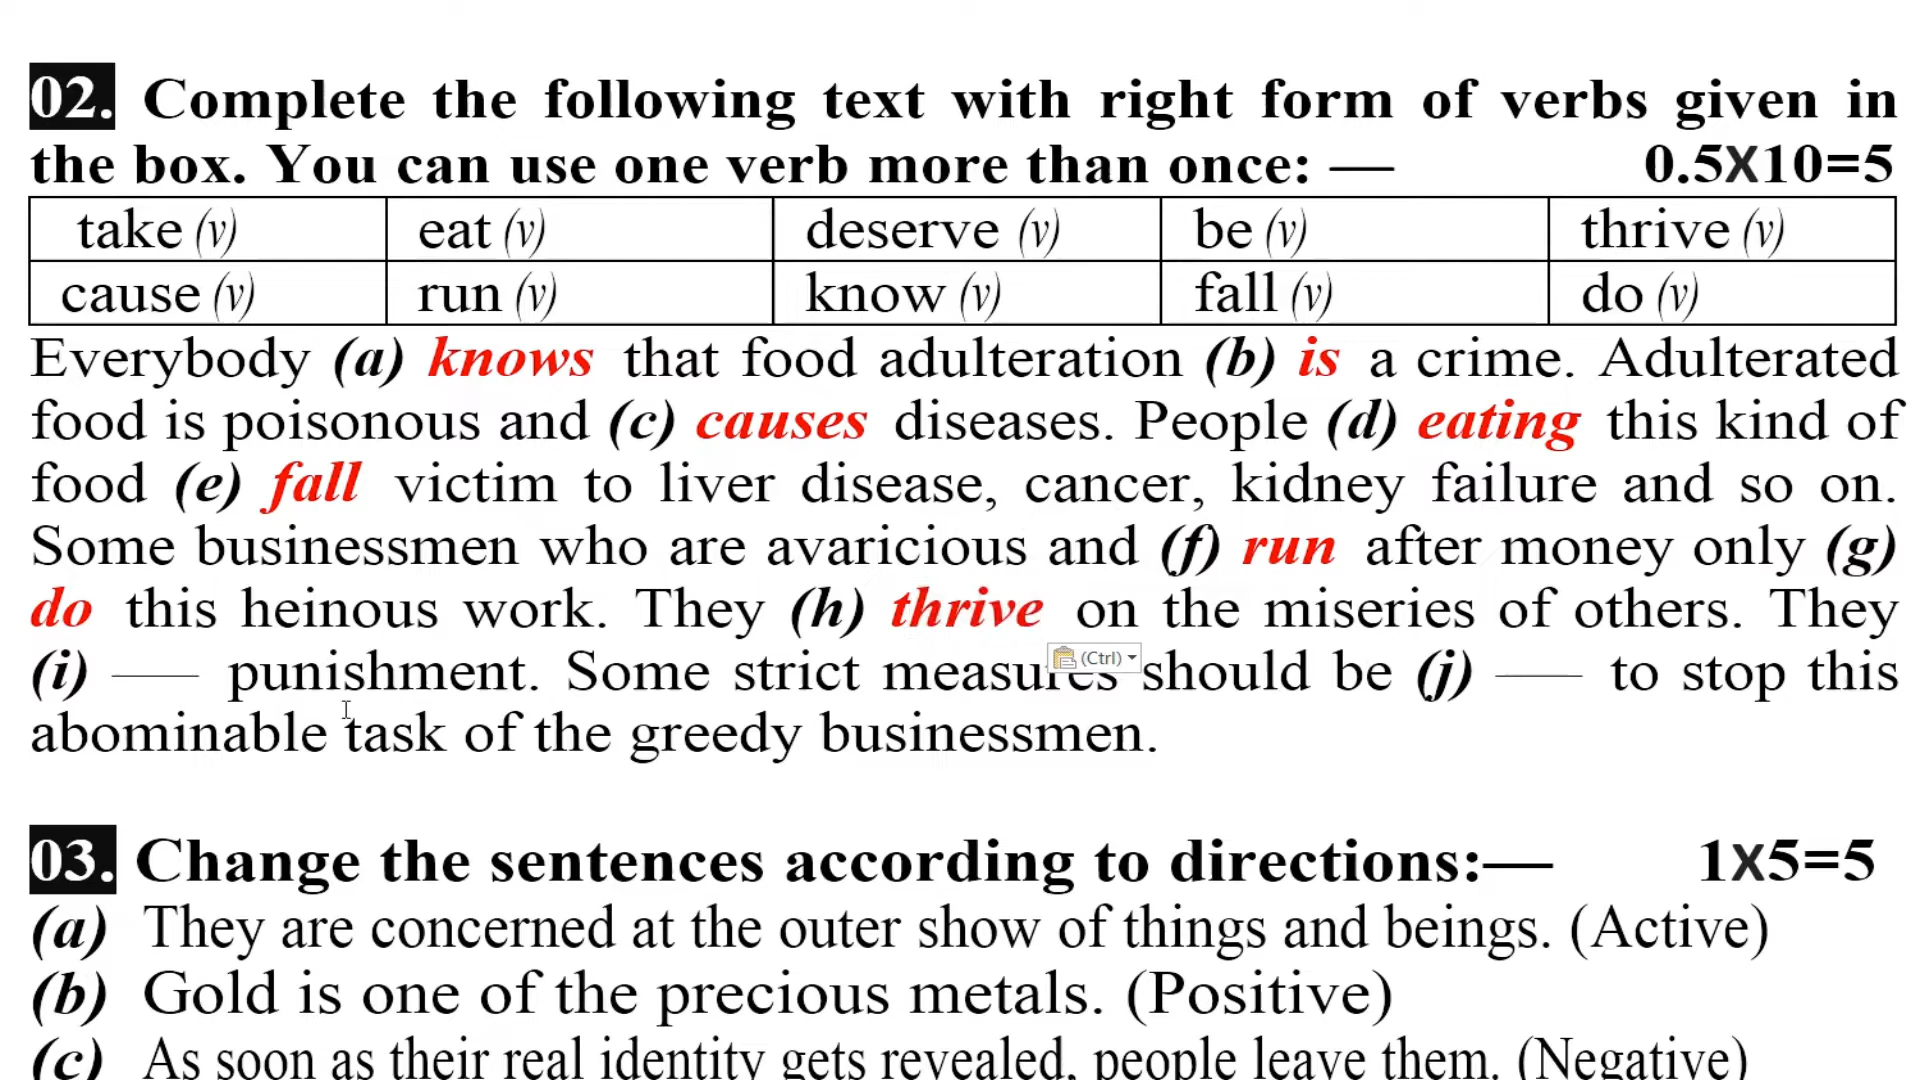 02. Complete the following text with right form of verbs given in
the box. You can use one verb more than once: — 0.5X10=5
take (v) eat (v) deserve (v) be (v) thrive (v)
cause (v) run (v) know (v) fall (v) do (v)
Everybody (a) knows that food adulteration (b) is a crime. Adulterated
food is poisonous and (c) causes diseases. People (d) eating this kind of
food (e) fall victim to liver disease, cancer, kidney failure and so on.
Some businessmen who are avaricious and (f) run after money only (g)
do this heinous work. They (h) thrive on the miseries of others. They
(Ctrl)
(i) —— punishment. Some strict measures should be (j) —— to stop this
abominable task of the greedy businessmen.
03. Change the sentences according to directions:— 1X5=5
(a) They are concerned at the outer show of things and beings. (Active)
(b) Gold is one of the precious metals. (Positive)
(c) As soon as their real identity gets revealed, people leave them. (Negative)